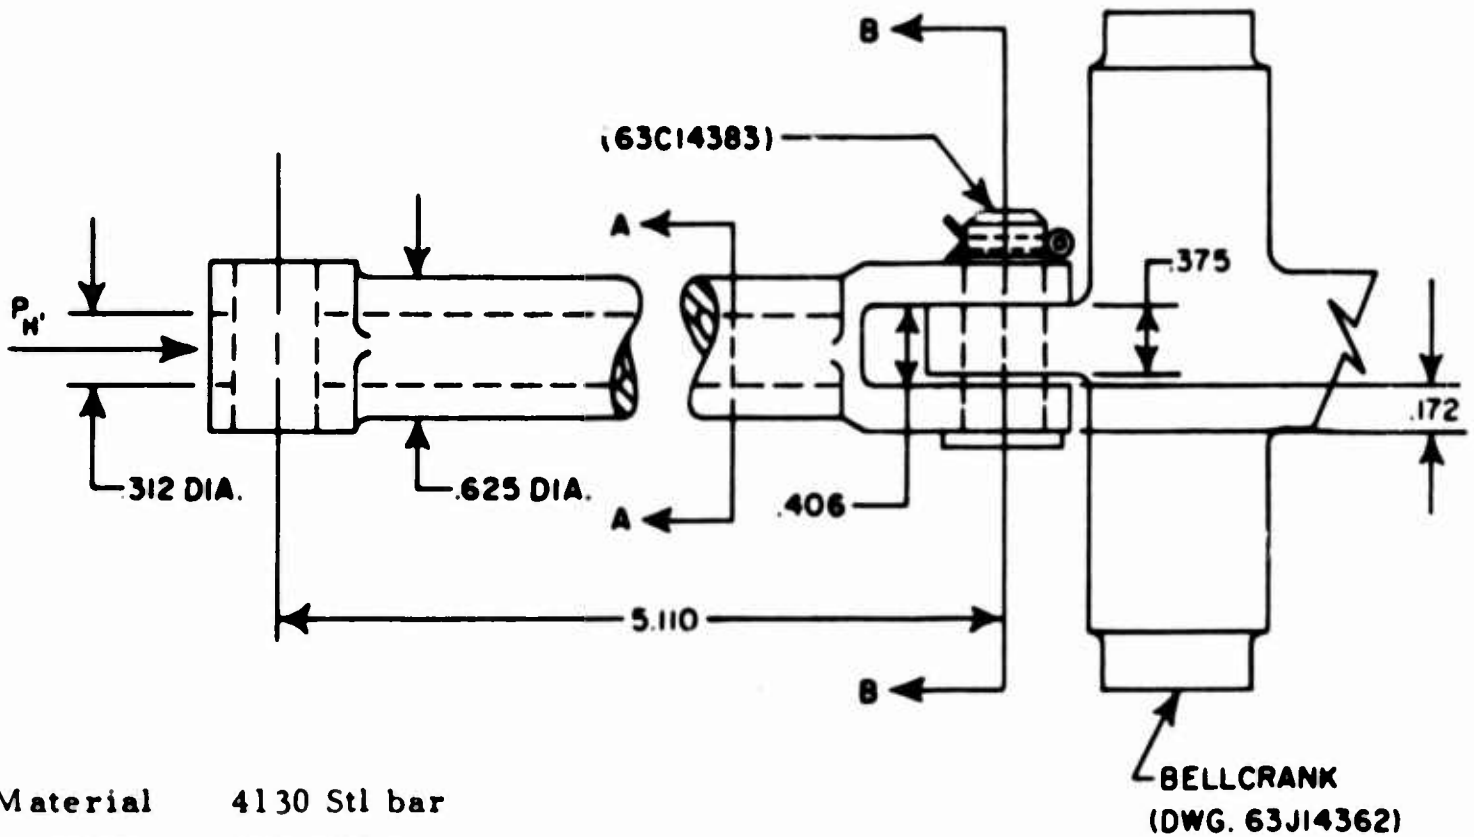 B
(63C14383)
A
.375
P_H'
.172
.312 DIA.
.625 DIA.
A
.406
5.110
B
BELLCRANK
(DWG. 63J14362)
Material 4130 Stl bar